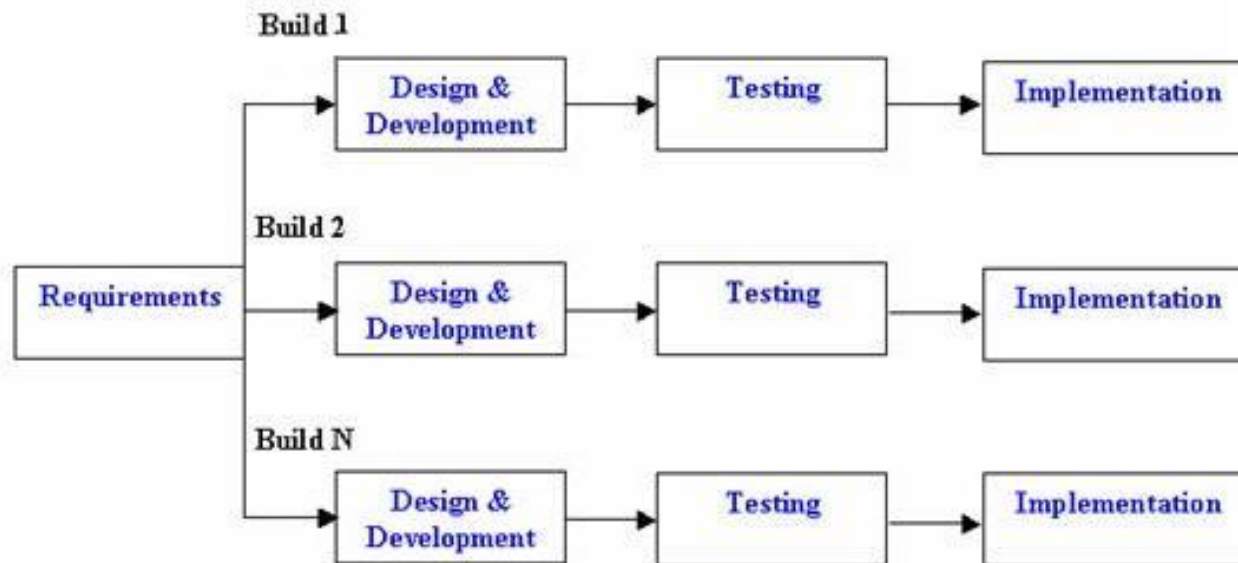 Build 1
Design &
Development
Testing
Implementation
Build 2
Requirements
Design &
Development
Testing
Implementation
Build N
Design &
Development
Testing
Implementation